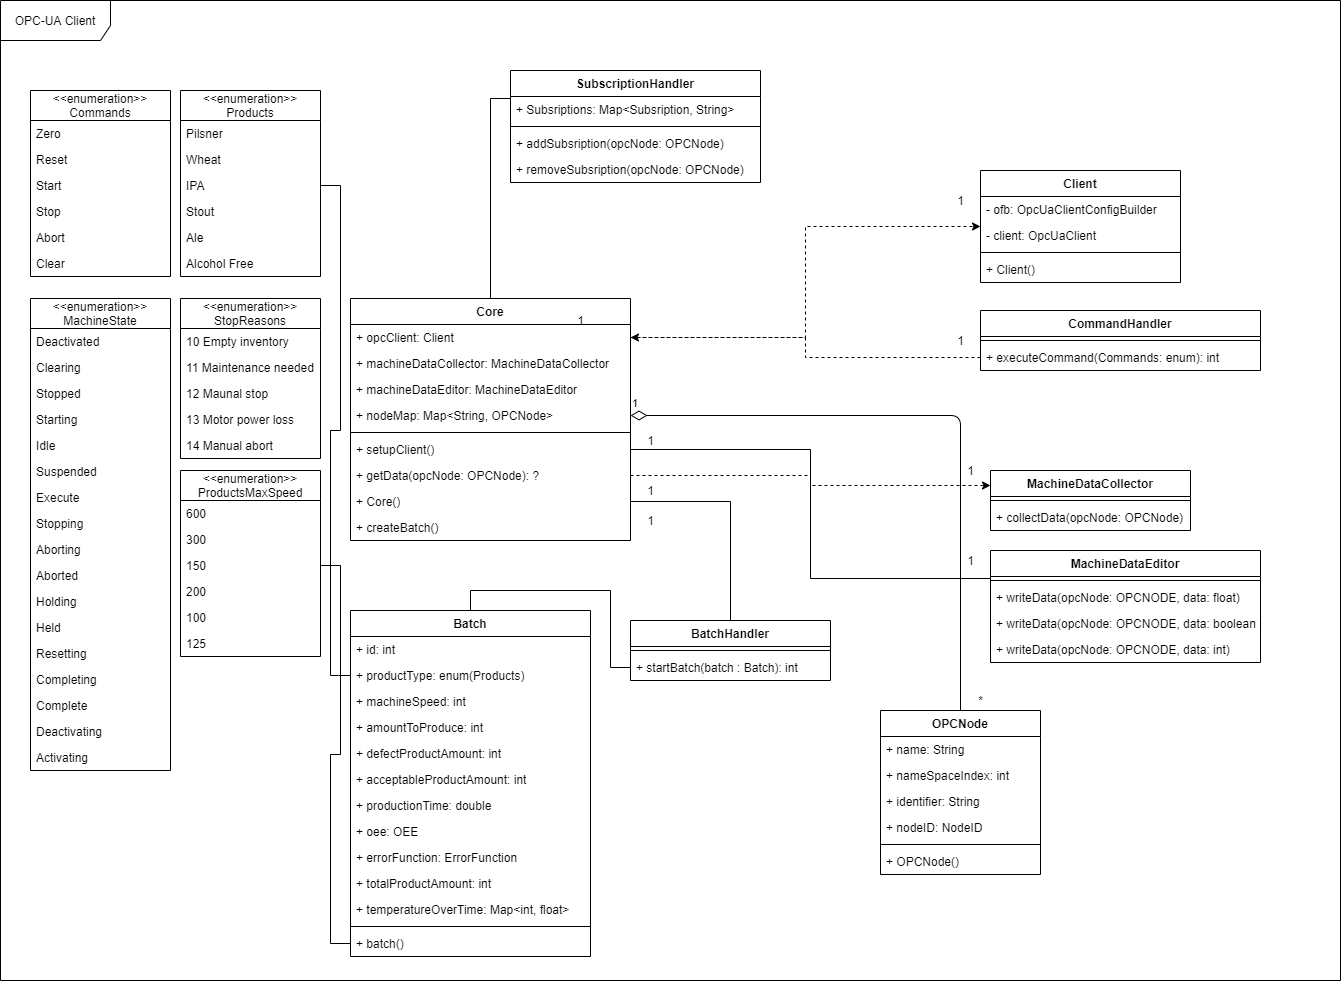 OPC-UA Client
<<enumeration>>
Commands
Zero
Reset
Start
Stop
Abort
Clear
<<enumeration>>
Products
Pilsner
Wheat
IPA
Stout
Ale
Alcohol Free
SubscriptionHandler
+ Subsriptions: Map<Subsription, String>
+ addSubsription(opcNode: OPCNode)
+ removeSubsription(opcNode: OPCNode)
1
Client
- ofb: OpcUaClientConfigBuilder
- client: OpcUaClient
+ Client()
<<enumeration>>
MachineState
Deactivated
Clearing
Stopped
Starting
Idle
Suspended
Execute
Stopping
Aborting
Aborted
Holding
Held
Resetting
Completing
Complete
Deactivating
Activating
<<enumeration>>
StopReasons
10 Empty inventory
11 Maintenance needed
12 Maunal stop
13 Motor power loss
14 Manual abort
<<enumeration>>
ProductsMaxSpeed
600
300
150
200
100
125
Core
1
+ opcClient: Client
+ machineDataCollector: MachineDataCollector
+ machineDataEditor: MachineDataEditor
+ nodeMap: Map<String, OPCNode>
+ setupClient()
+ getData(opcNode: OPCNode): ?
+ Core()
+ createBatch()
1
1
1
1
1
CommandHandler
+ executeCommand(Commands: enum): int
1
MachineDataCollector
+ collectData(opcNode: OPCNode)
1
MachineDataEditor
+ writeData(opcNode: OPCNODE, data: float)
+ writeData(opcNode: OPCNODE, data: boolean
+ writeData(opcNode: OPCNODE, data: int)
Batch
+ id: int
+ productType: enum(Products)
+ machineSpeed: int
+ amountToProduce: int
+ defectProductAmount: int
+ acceptableProductAmount: int
+ productionTime: double
+ oee: OEE
+ errorFunction: ErrorFunction
+ totalProductAmount: int
+ temperatureOverTime: Map<int, float>
+ batch()
BatchHandler
+ startBatch(batch : Batch): int
*
OPCNode
+ name: String
+ nameSpaceIndex: int
+ identifier: String
+ nodeID: NodeID
+ OPCNode()